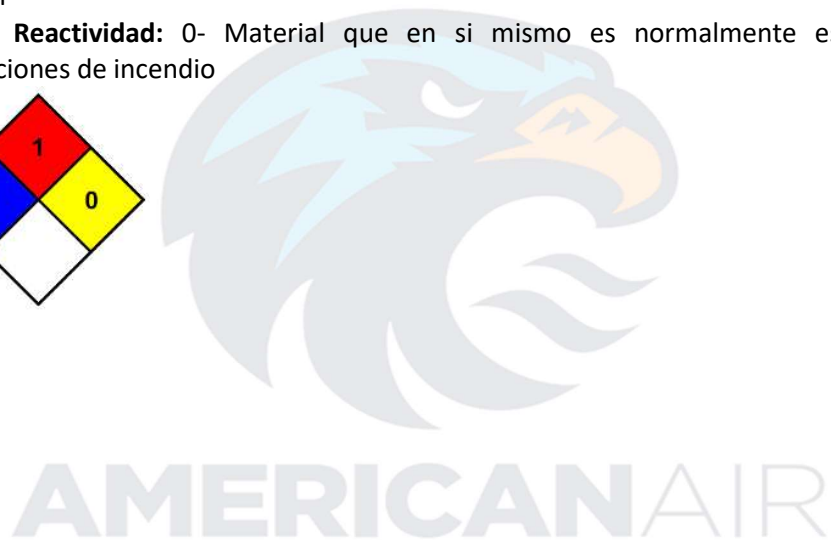 Reactividad: 0- Material que en si mismo es normalmente
ciones de incendio
1
0
AMERICANAIR